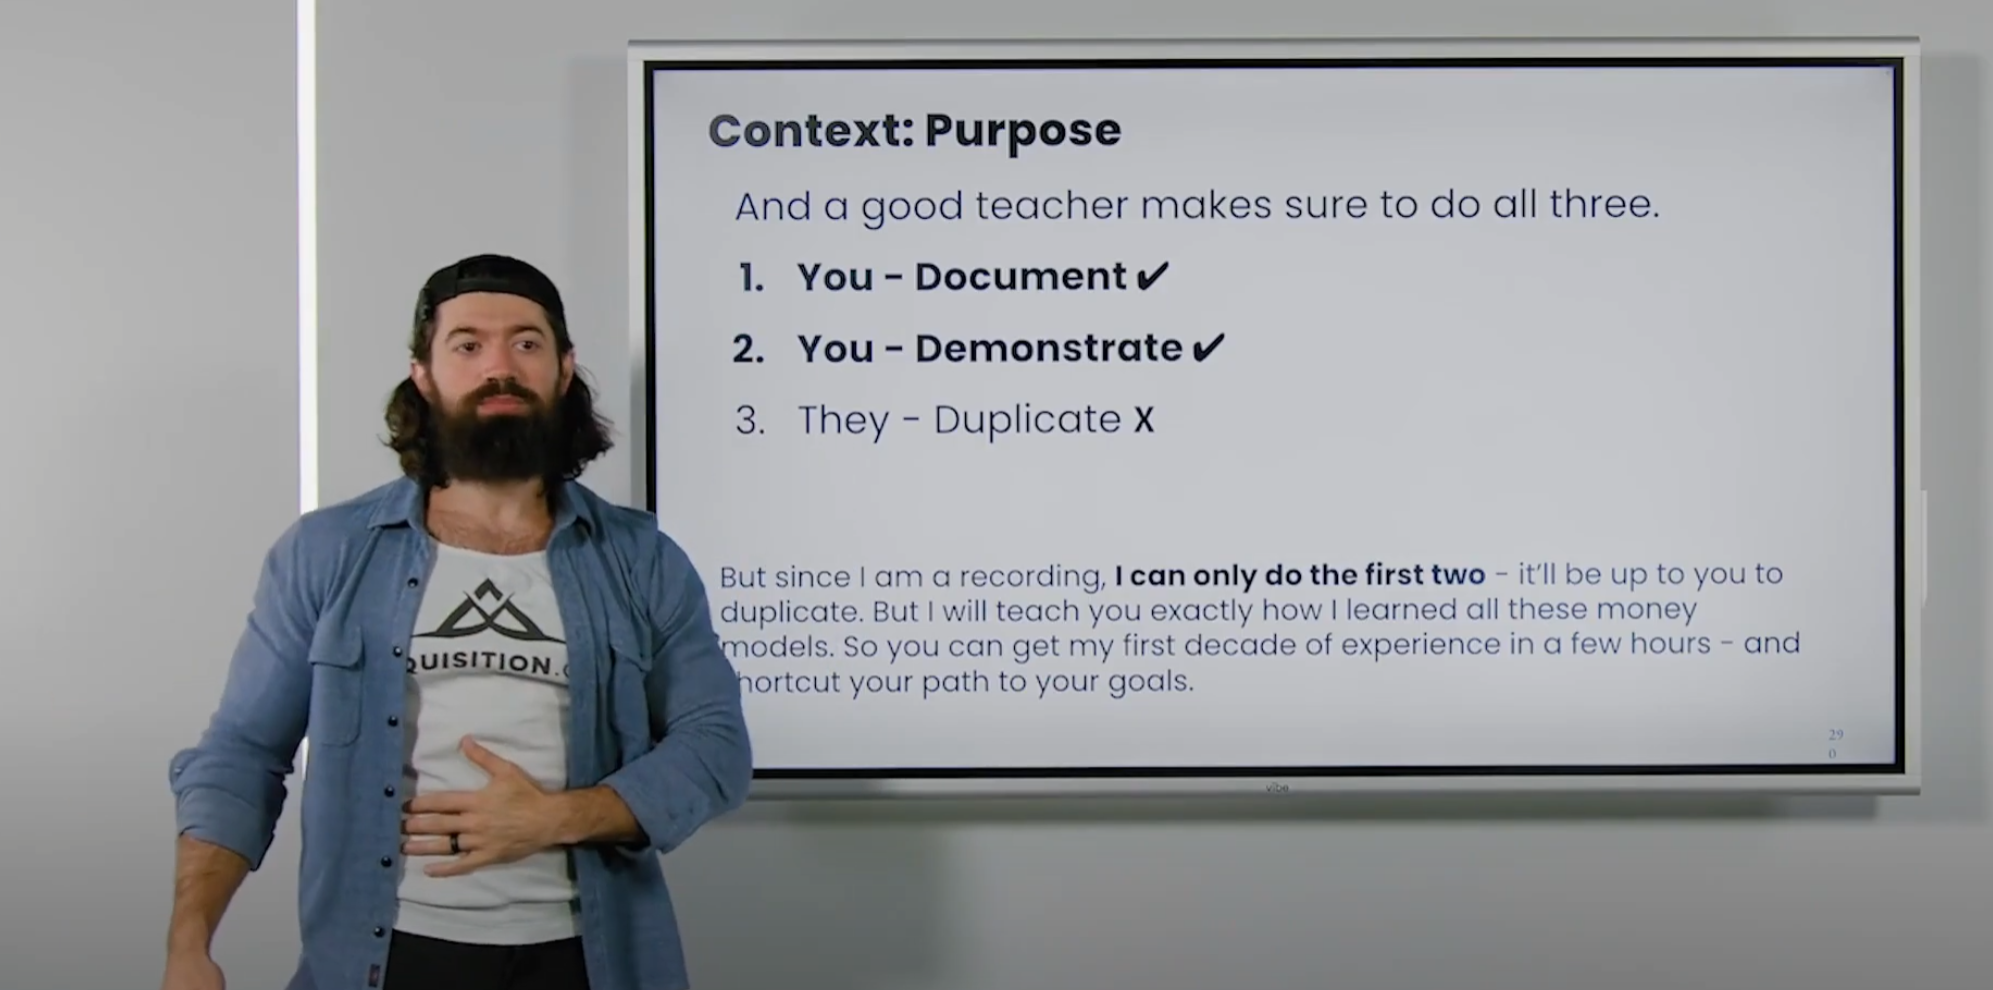 Context: Purpose
And a good teacher makes sure to do all three.
1. You - Document ✔
2. You - Demonstrate ✔
3. They - Duplicate X
But since I am a recording, I can only do the first two - it'll be up to you to
duplicate. But I will teach you exactly how I learned all these money
models. So you can get my first decade of experience in a few hours - and
hortcut your path to your goals.
29
0
vibe
QUISITION.